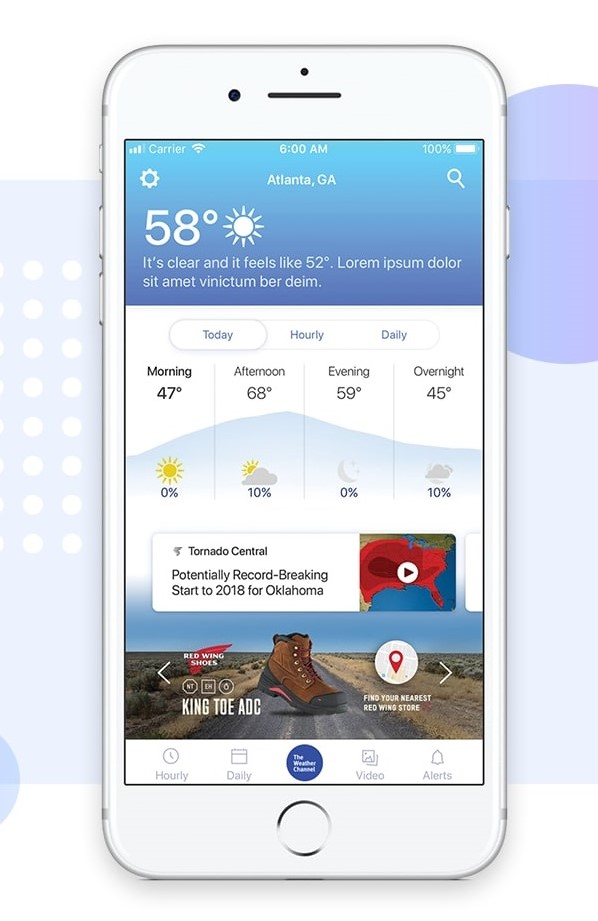 Carrier 6:00 AM 100%
Atlanta, GA
58°
It's clear and it feels like 52°. Lorem ipsum dolor
sit amet vinictum ber deim.
Today Hourly Daily
Morning Afternoon Evening Overnight
47° 68° 59° 45°
0% 10% 0% 10%
Tornado Central
Potentially Record-Breaking
Start to 2018 for Oklahoma
RED WING
SHOES
NT EH
KING TOE ADC
FIND YOUR NEAREST
RED WING STORE
The
Weather
Channel
Hourly Daily Video Alerts